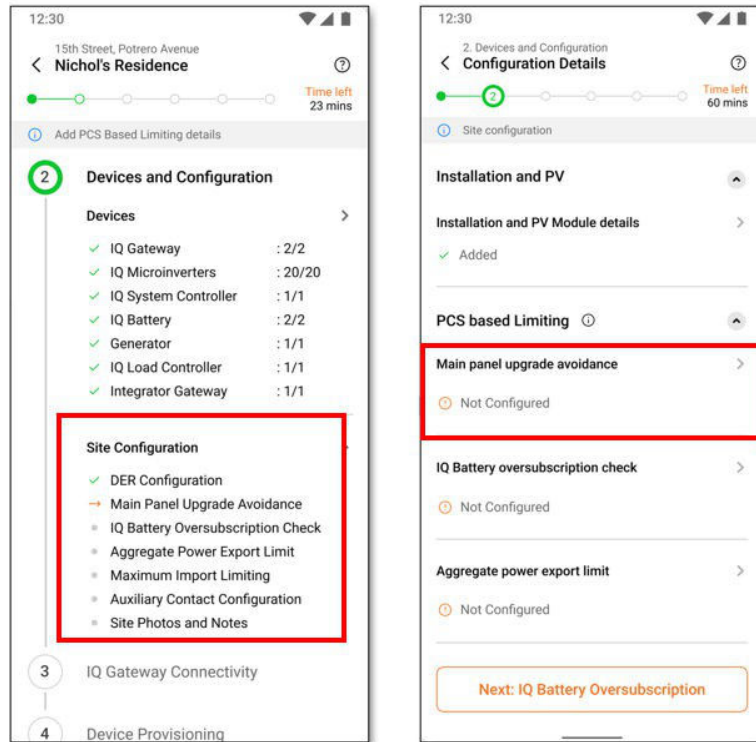 12:30
15th Street, Potrero Avenue
Nichol's Residence
Time left
23 mins
Add PCS Based Limiting details
2
Devices and Configuration
Devices
IQ Gateway : 2/2
IQ Microinverters : 20/20
IQ System Controller : 1/1
IQ Battery : 2/2
Generator : 1/1
IQ Load Controller : 1/1
Integrator Gateway : 1/1
Site Configuration
DER Configuration
Main Panel Upgrade Avoidance
IQ Battery Oversubscription Check
Aggregate Power Export Limit
Maximum Import Limiting
Auxiliary Contact Configuration
Site Photos and Notes
3 IQ Gateway Connectivity
4 Device Provisioning
12:30
2. Devices and Configuration
Configuration Details
2
Time left
60 mins
Site configuration
Installation and PV
Installation and PV Module details
Added
PCS based Limiting
Main panel upgrade avoidance
Not Configured
IQ Battery oversubscription check
Not Configured
Aggregate power export limit
Not Configured
Next: IQ Battery Oversubscription